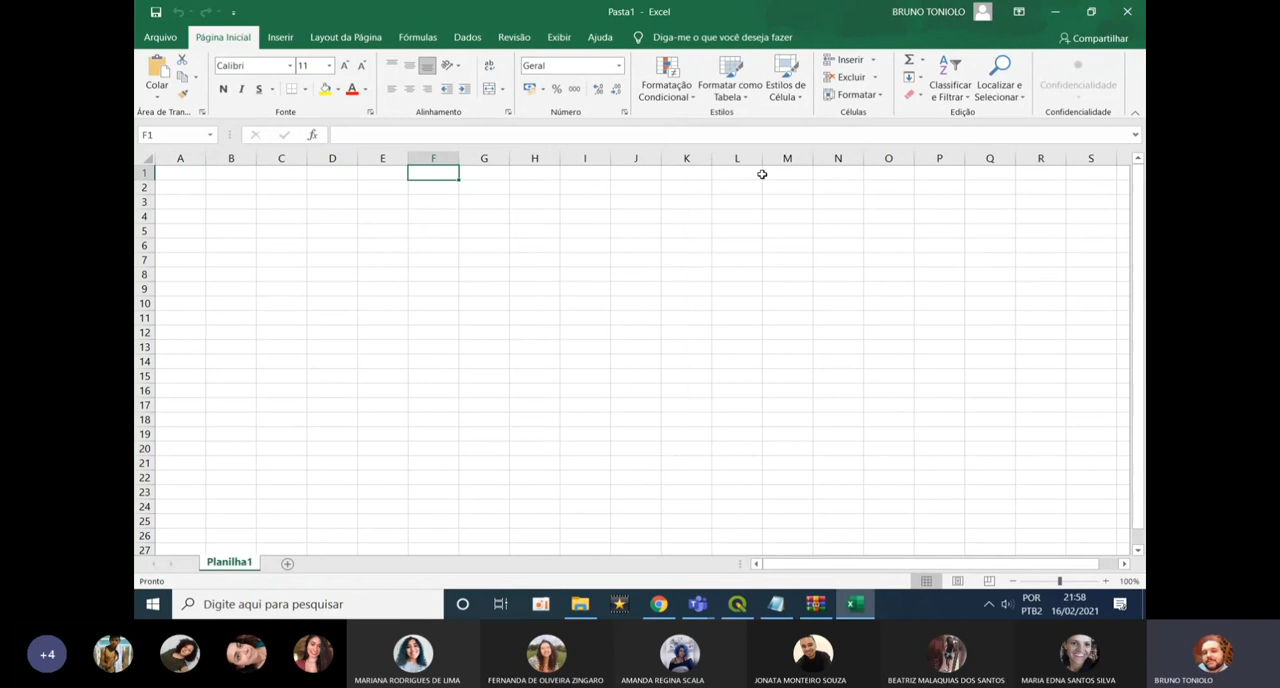 Pasta1 - Excel
BRUNO TONIOLO
Arquivo Página Inicial Inserir Layout da Página Fórmulas Dados Revisão Exibir Ajuda Diga-me o que você deseja fazer Compartilhar
Calibri 11 Geral Inserir
Colar N I S % 000 Formatação Condicional Formatar como Tabela Estilos de Célula Excluir Classificar e Filtrar Localizar e Selecionar Confidencialidade
Formatar
Área de Tran... Fonte Alinhamento Número Estilos Células Edição Confidencialidade
F1 fx
A B C D E F G H I J K L M N O P Q R S
1
2
3
4
5
6
7
8
9
10
11
12
13
14
15
16
17
18
19
20
21
22
23
24
25
26
27
Planilha1
Pronto 100%
Digite aqui para pesquisar POR PTB2 21:58 16/02/2021
+4
MARIANA RODRIGUES DE LIMA FERNANDA DE OLIVEIRA ZINGARO AMANDA REGINA SCALA JONATA MONTEIRO SOUZA BEATRIZ MALAQUIAS DOS SANTOS MARIA EDNA SANTOS SILVA BRUNO TONIOLO